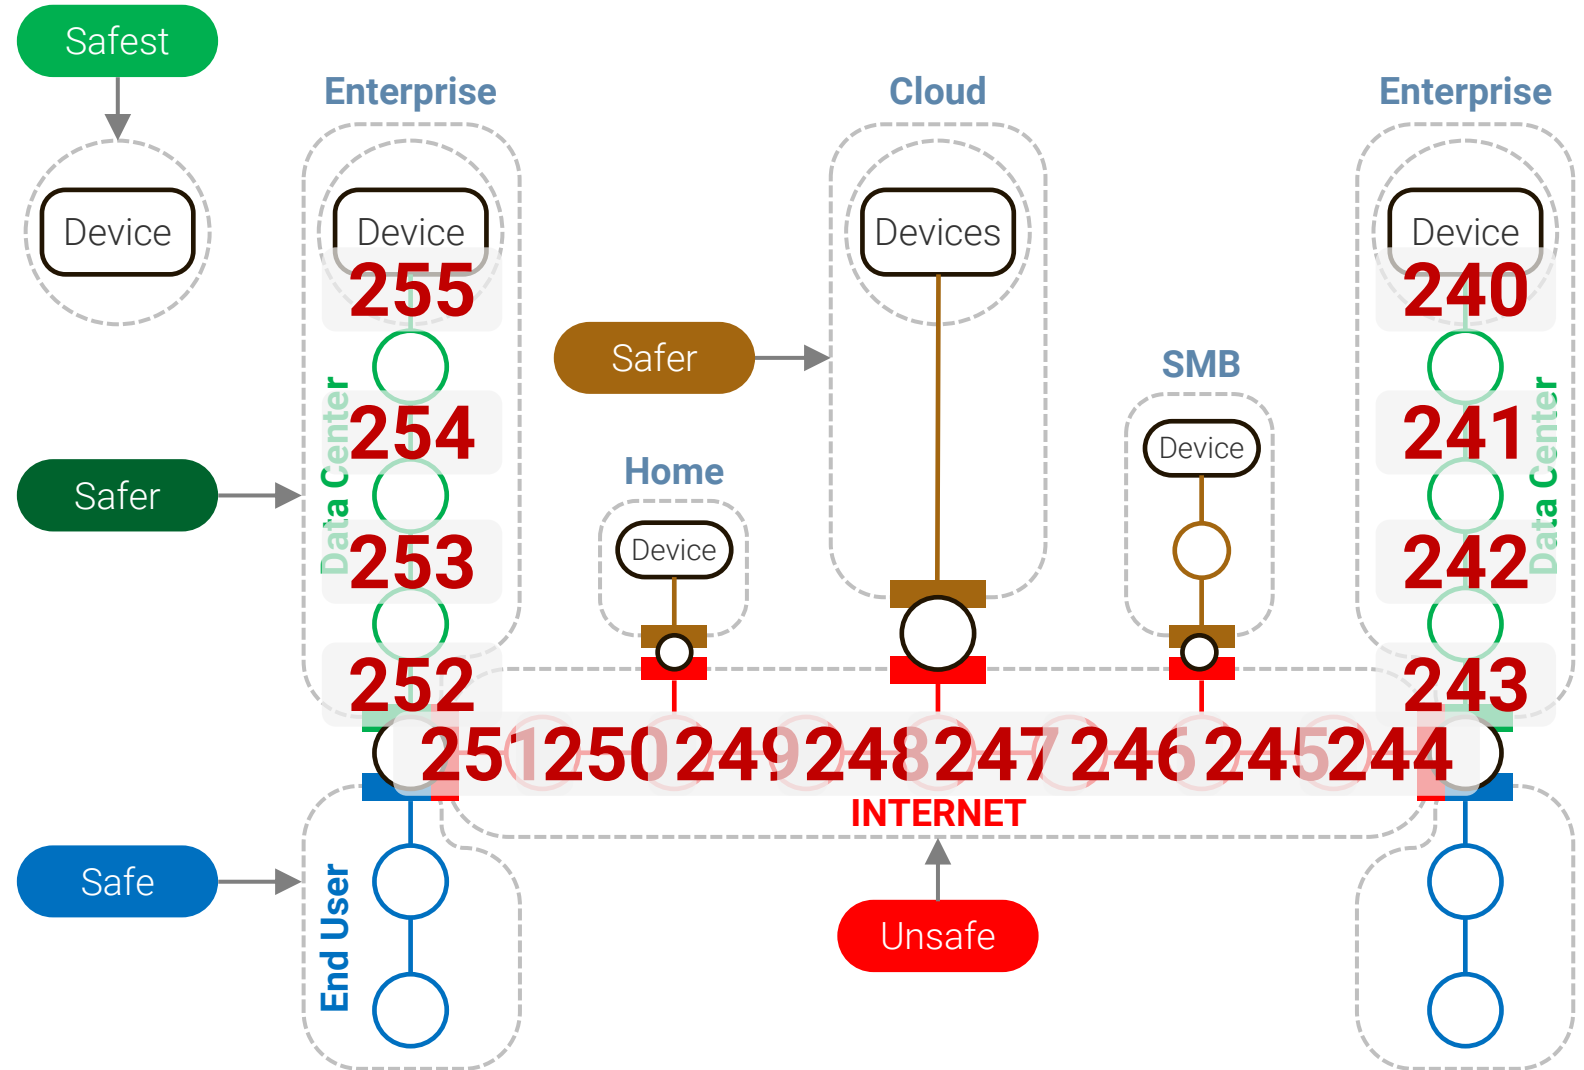 Safest
Enterprise
Cloud
Enterprise
Device
Device
Devices
Device
255
240
Safer
SMB
254
241
Data Center
Data Center
Device
Home
Safer
253
Device
242
252
243
251 250 249 248 247 246 245 244
INTERNET
Safe
End User
Unsafe